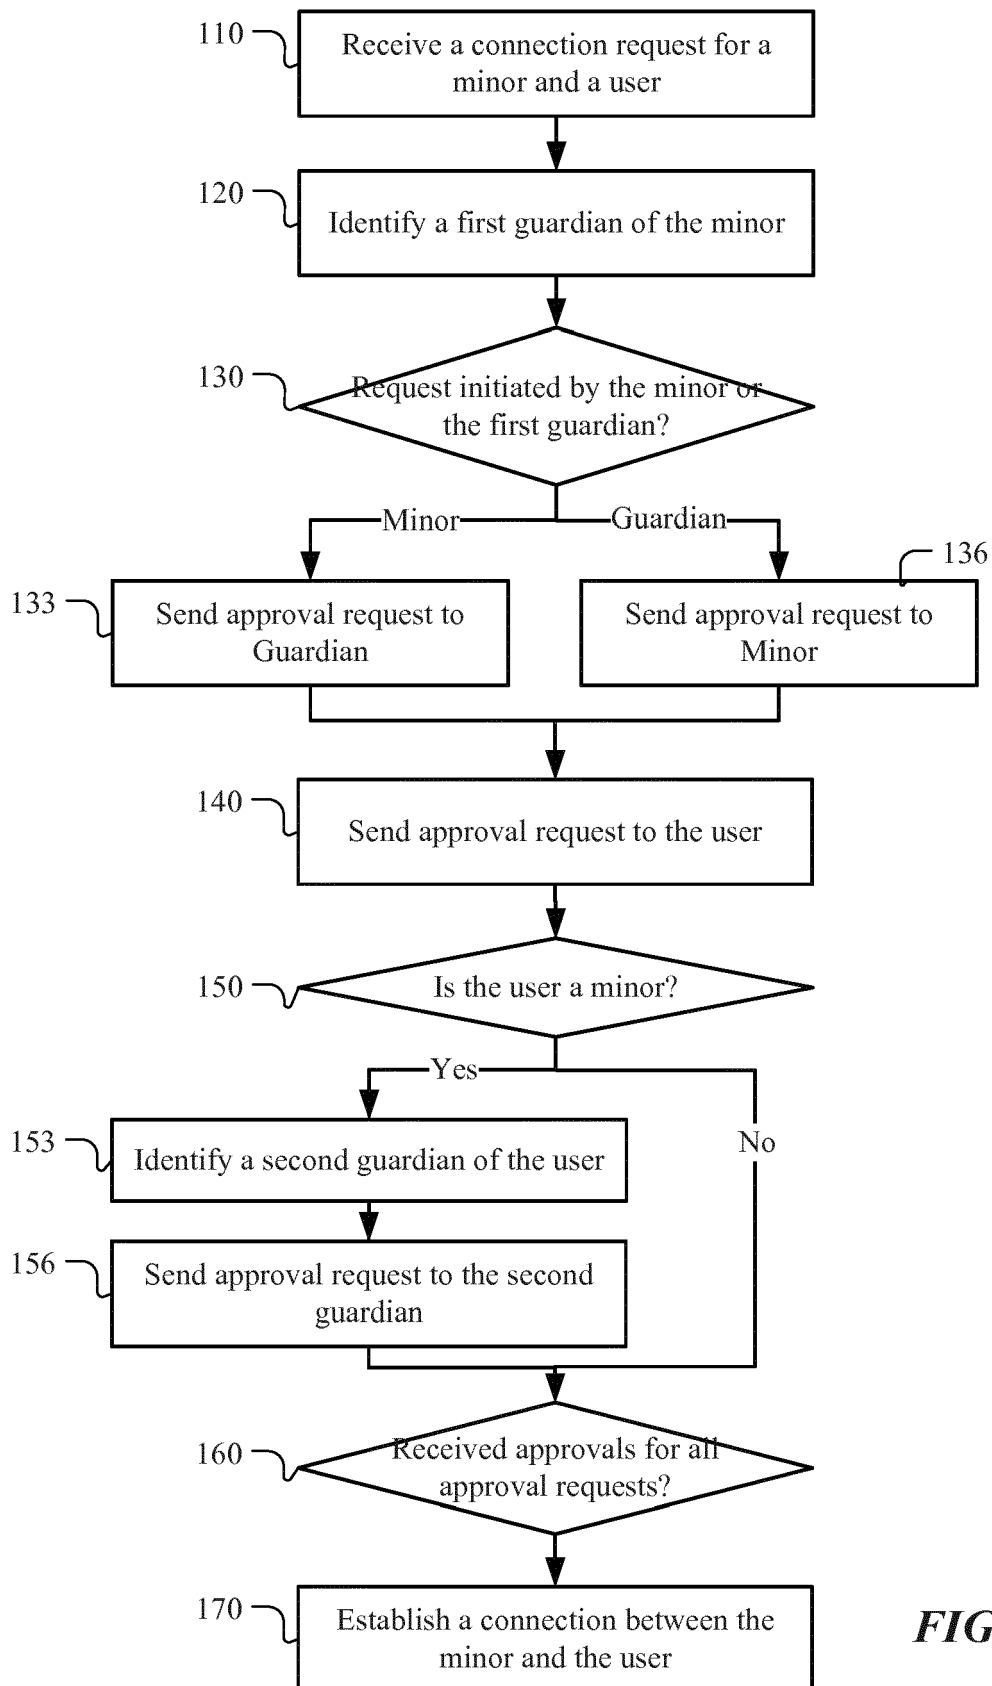 110
Receive a connection request for a
minor and a user
120
Identify a first guardian of the minor
130
Request initiated by the minor or
the first guardian?
Minor
Guardian
136
133
Send approval request to
Guardian
Send approval request to
Minor
140
Send approval request to the user
150
Is the user a minor?
Yes
No
153
Identify a second guardian of the user
156
Send approval request to the second
guardian
160
Received approvals for all
approval requests?
170
Establish a connection between the
minor and the user
FIG